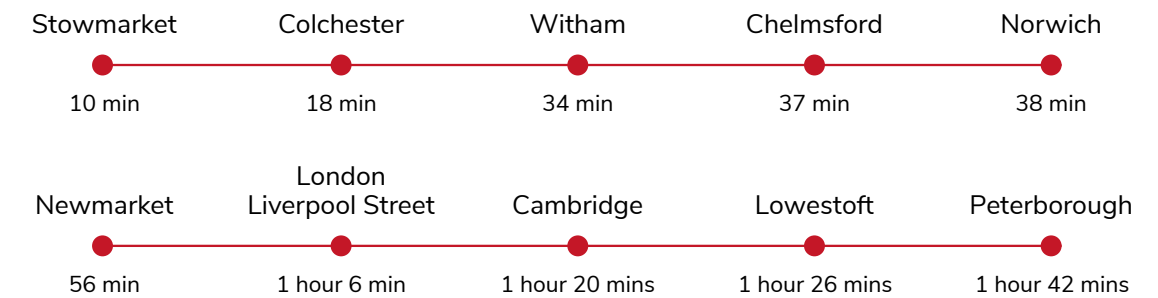 Stowmarket Colchester Witham Chelmsford Norwich
10 min 18 min 34 min 37 min 38 min
London
Newmarket Liverpool Street Cambridge Lowestoft Peterborough
56 min 1 hour 6 min 1 hour 20 mins 1 hour 26 mins 1 hour 42 mins